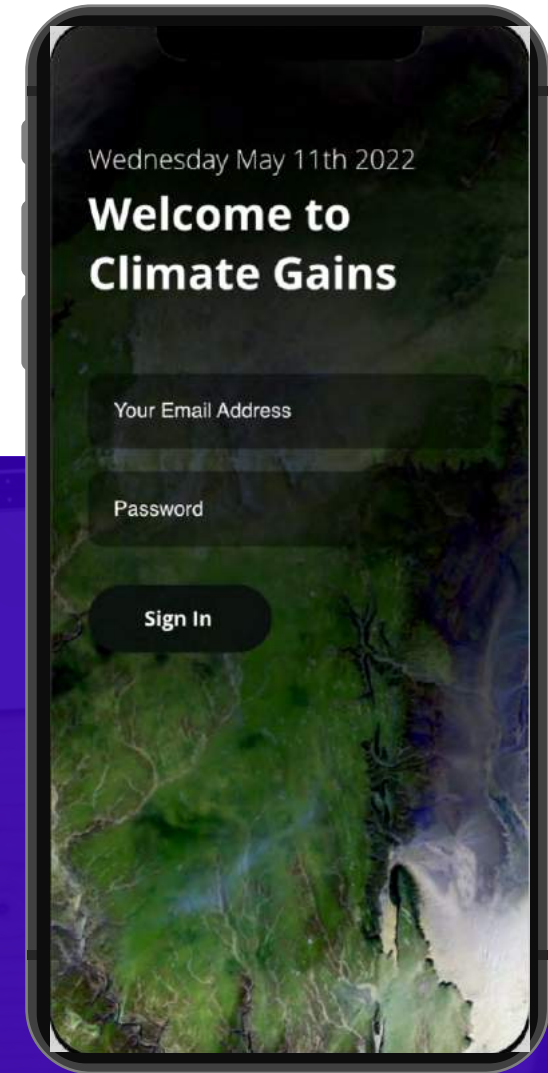 Wednesday May 11th 2022
Welcome to
Climate Gains
Your Email Address
Password
Sign In